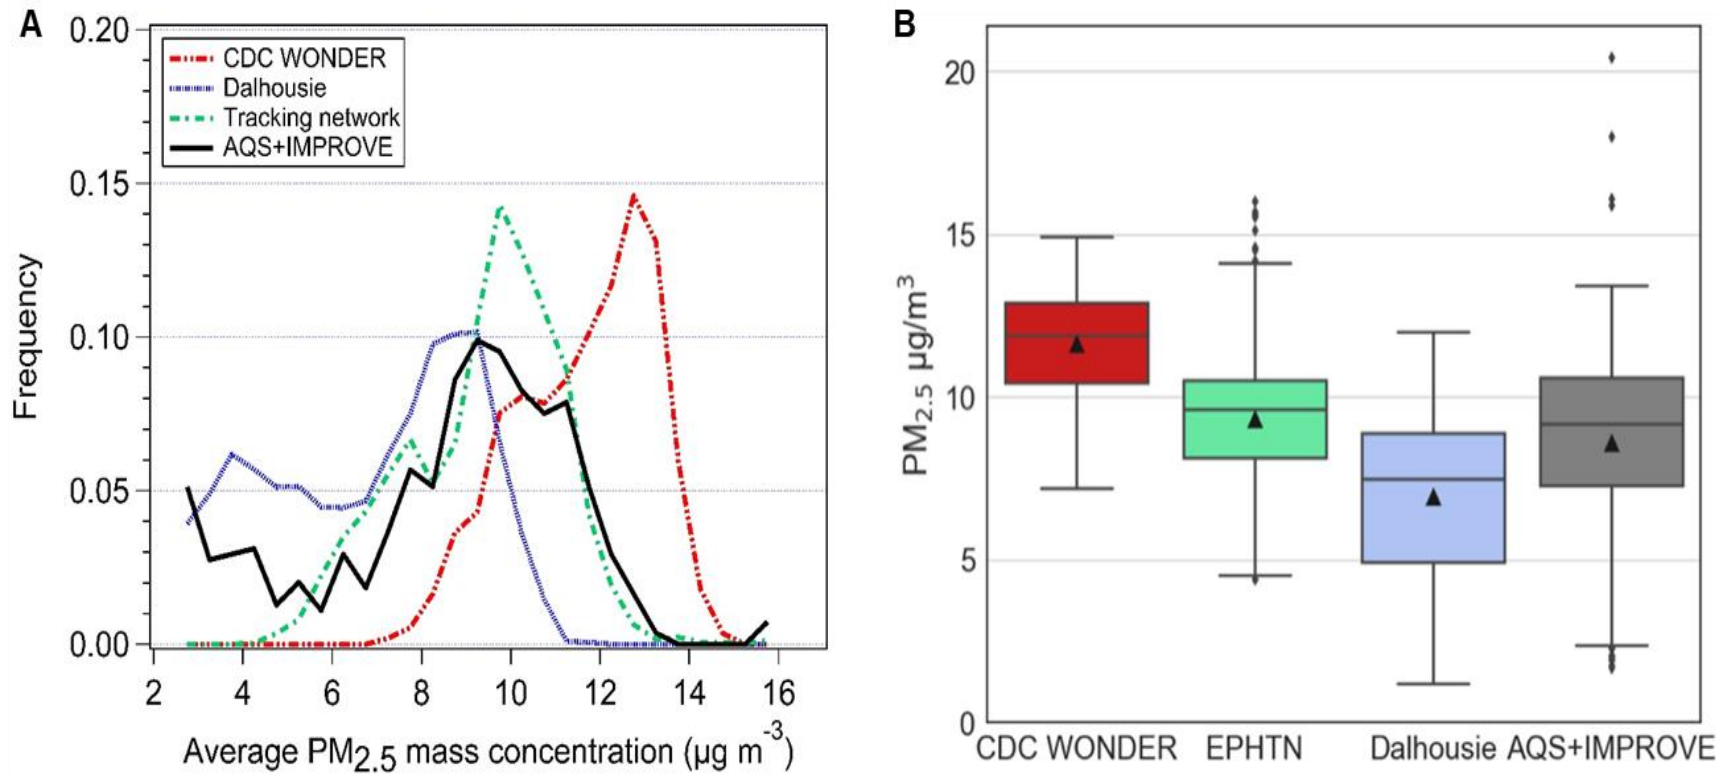 A
0.20
0.15
0.10
0.05
0.00
Frequency
CDC WONDER
Dalhousie
Tracking network
AQS+IMPROVE
2 4 6 8 10 12 14 16
Average PM2.5 mass concentration (µg m⁻³)
B
20
15
10
5
0
PM2.5 µg/m³
CDC WONDER EPHTN Dalhousie AQS+IMPROVE